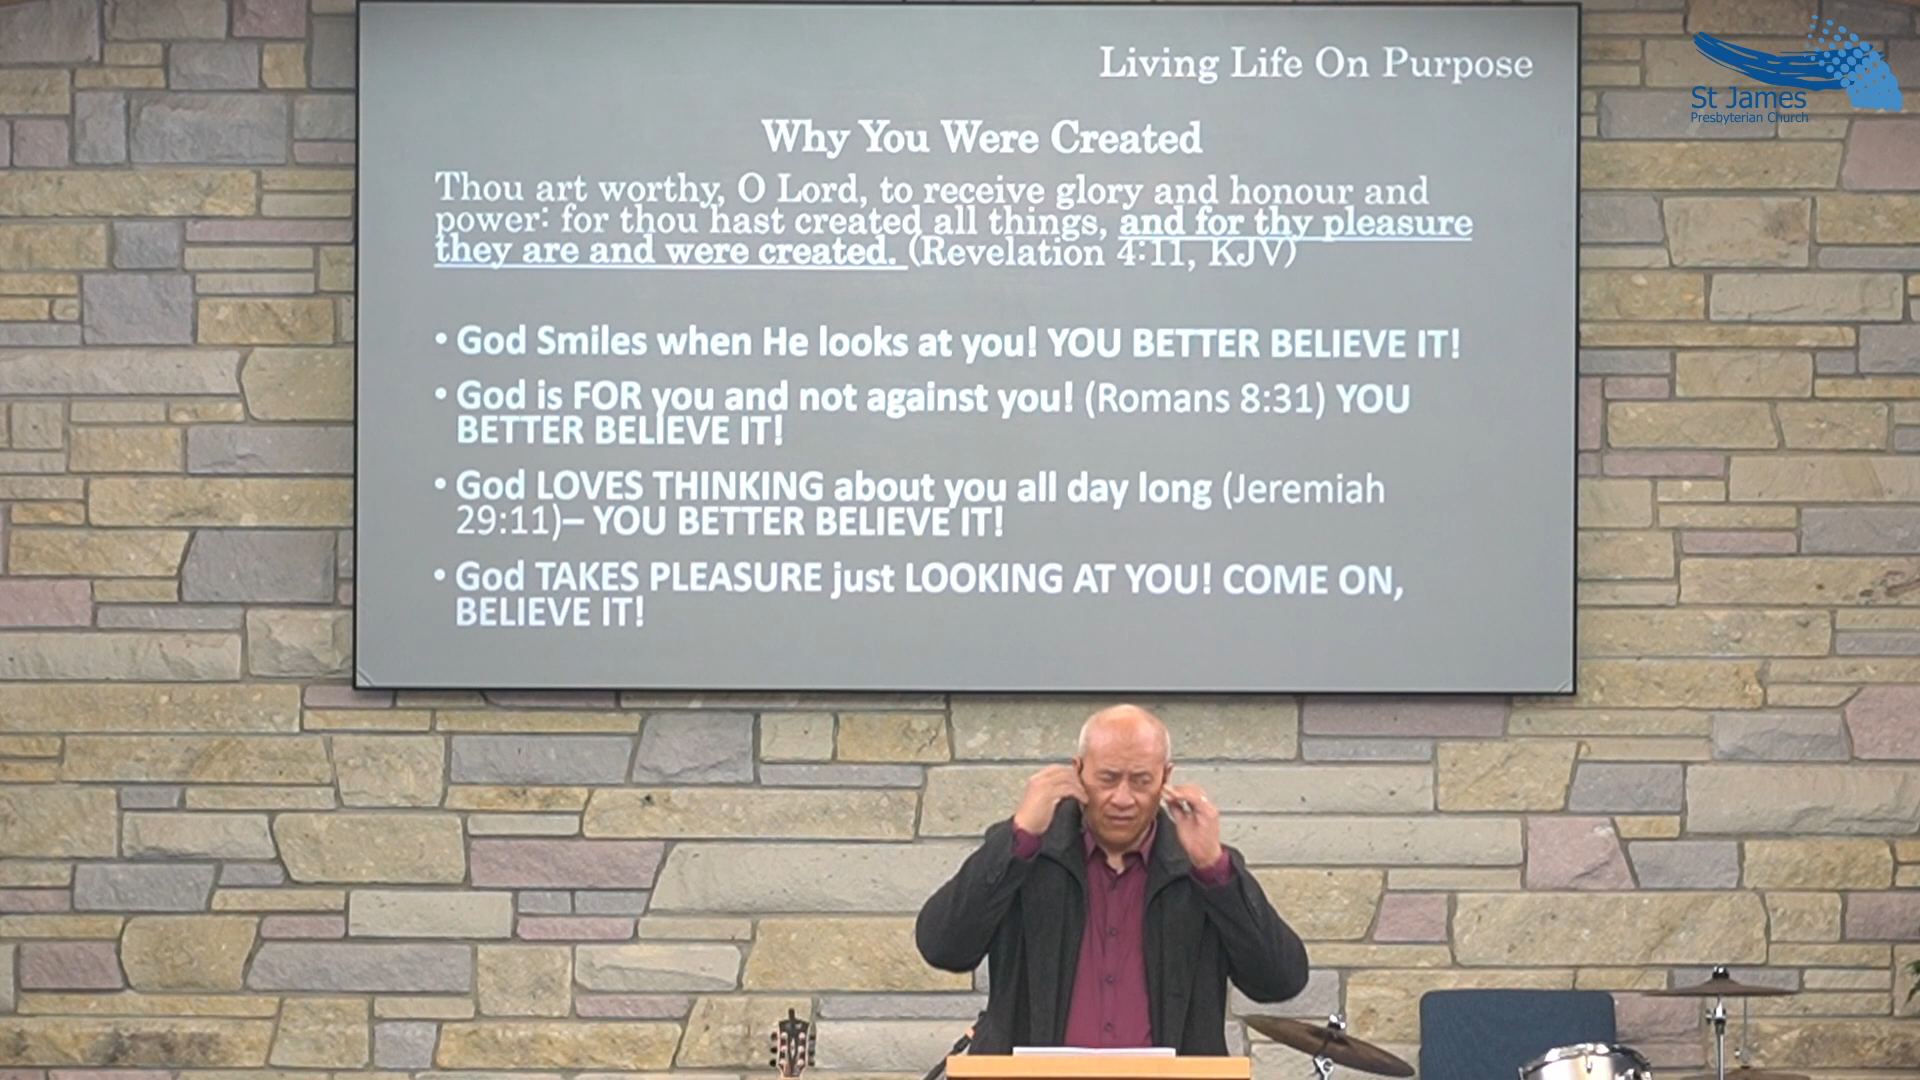 Living Life On Purpose
St James
Presbyterian Church
Why You Were Created
Thou art worthy, O Lord, to receive glory and honour and
power: for thou hast created all things, and for thy pleasure
they are and were created. (Revelation 4:11, KJV)
• God Smiles when He looks at you! YOU BETTER BELIEVE IT!
• God is FOR you and not against you! (Romans 8:31) YOU
BETTER BELIEVE IT!
• God LOVES THINKING about you all day long (Jeremiah
29:11)– YOU BETTER BELIEVE IT!
• God TAKES PLEASURE just LOOKING AT YOU! COME ON,
BELIEVE IT!